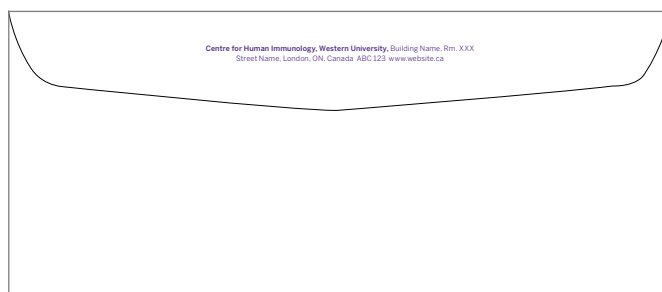 Centre for Human Immunology, Western University, Building Name, Rm. XXX
Street Name, London, ON, Canada ABC 123 www.website.ca